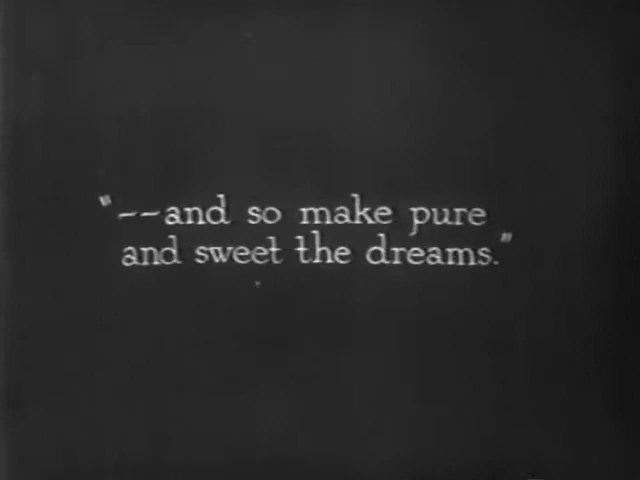 "--and so make pure
and sweet the dreams."